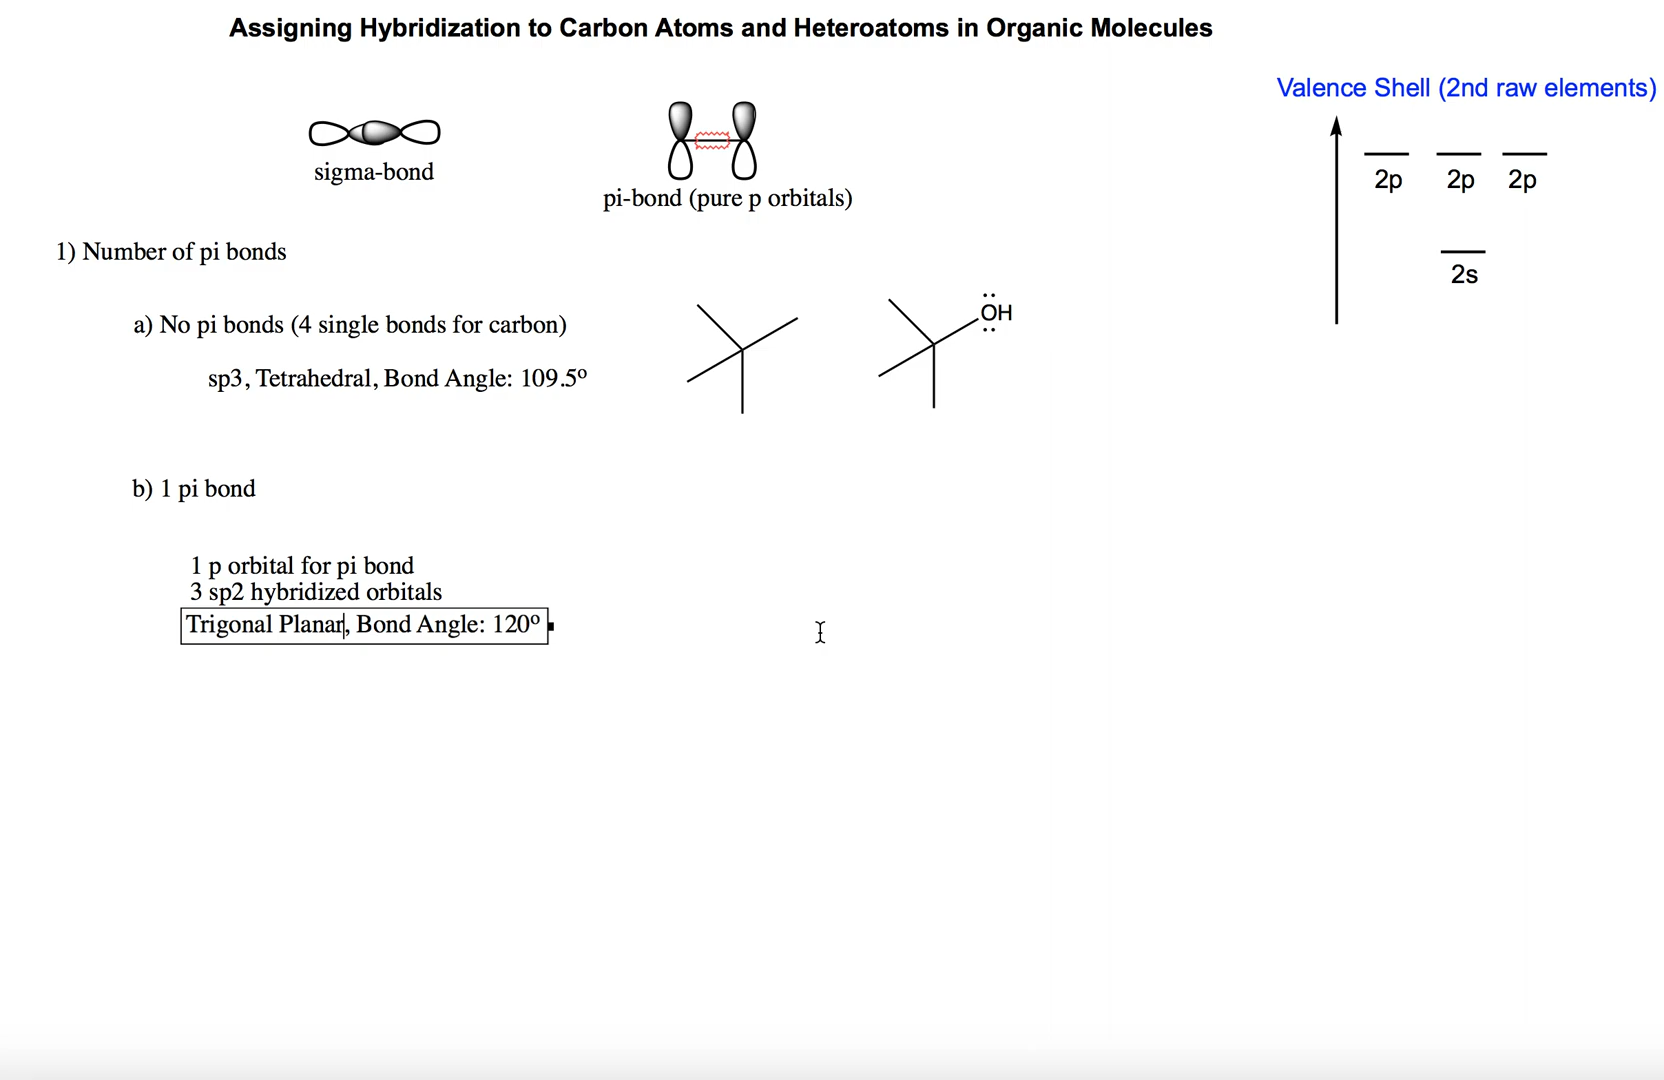 Assigning Hybridization to Carbon Atoms and Heteroatoms in Organic Molecules
Valence Shell (2nd raw elements)
sigma-bond
pi-bond (pure p orbitals)
2p 2p 2p
2s
1) Number of pi bonds
a) No pi bonds (4 single bonds for carbon)
sp3, Tetrahedral, Bond Angle: 109.5º
OH
b) 1 pi bond
1 p orbital for pi bond
3 sp2 hybridized orbitals
Trigonal Planar, Bond Angle: 120º